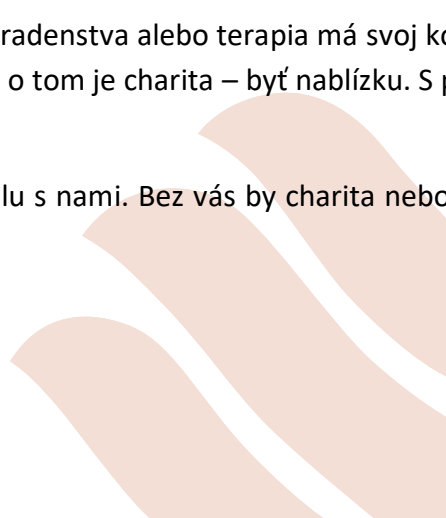 radenstva alebo terapia má svoj ko
o tom je charita – byť nablízku. S p
lu s nami. Bez vás by charita nebo